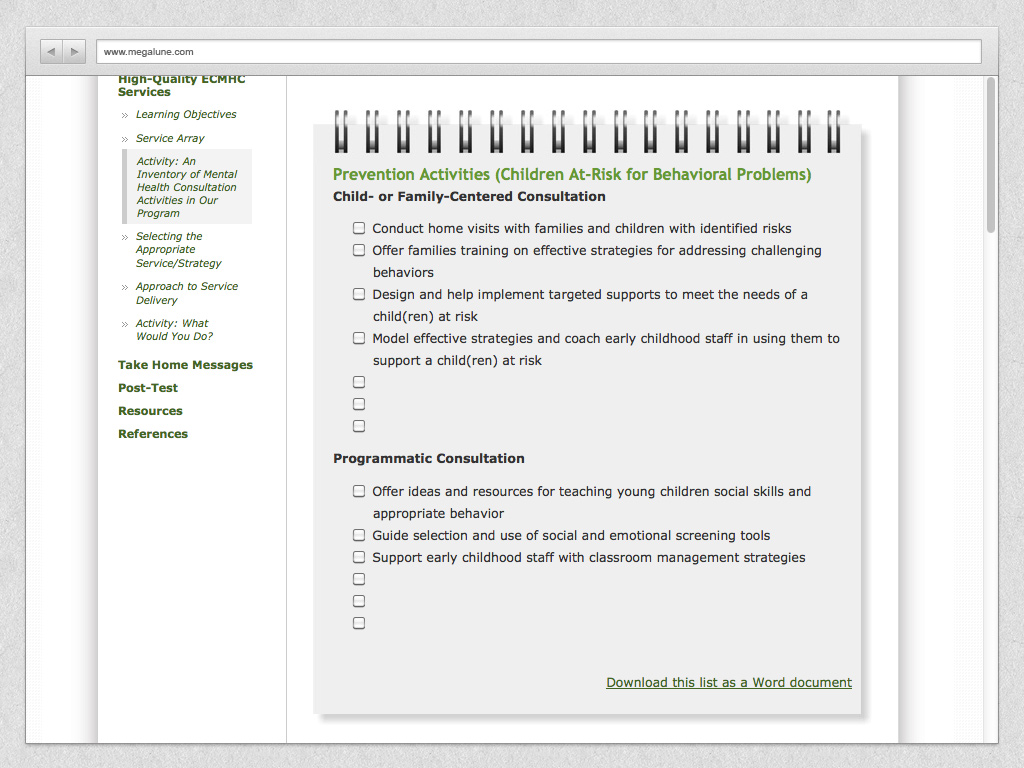 www.megalune.com
High-Quality ECMHC
Services
» Learning Objectives
» Service Array
Activity: An
Inventory of Mental
Health Consultation
Activities in Our
Program
» Selecting the
Appropriate
Service/Strategy
» Approach to Service
Delivery
» Activity: What
Would You Do?
Take Home Messages
Post-Test
Resources
References
Prevention Activities (Children At-Risk for Behavioral Problems)
Child- or Family-Centered Consultation
Conduct home visits with families and children with identified risks
Offer families training on effective strategies for addressing challenging
behaviors
Design and help implement targeted supports to meet the needs of a
child(ren) at risk
Model effective strategies and coach early childhood staff in using them to
support a child(ren) at risk
Programmatic Consultation
Offer ideas and resources for teaching young children social skills and
appropriate behavior
Guide selection and use of social and emotional screening tools
Support early childhood staff with classroom management strategies
Download this list as a Word document